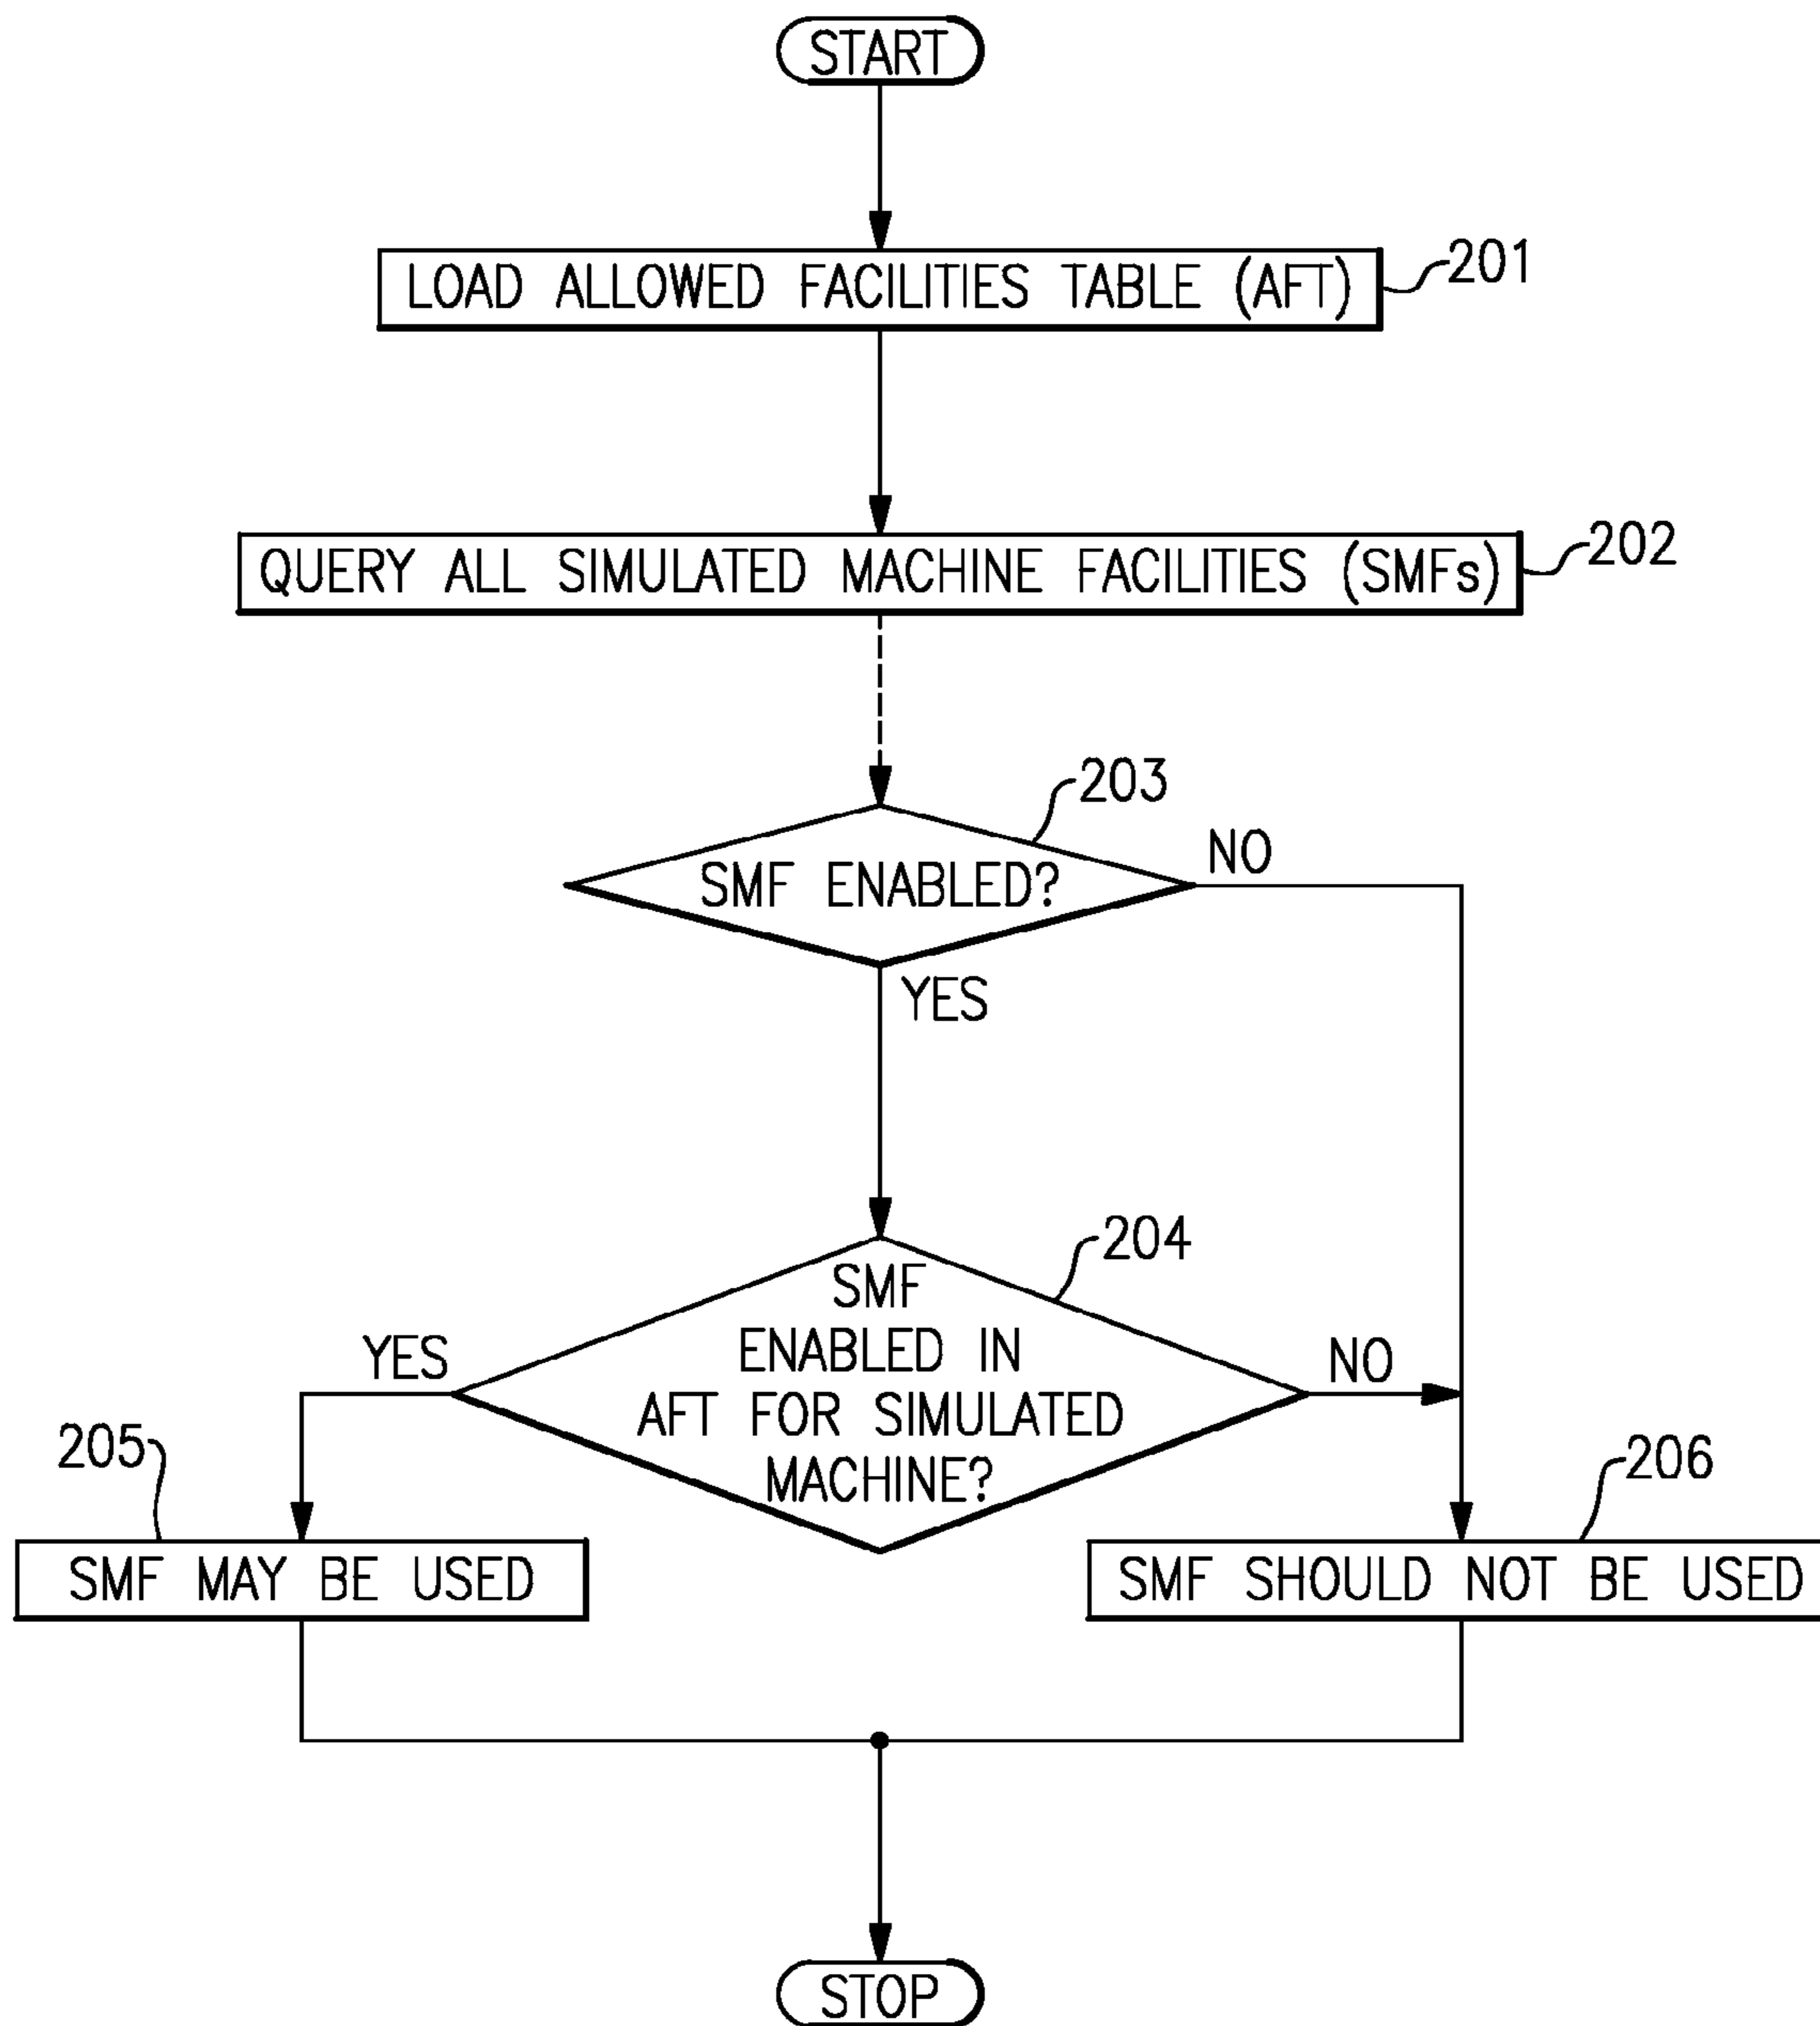 START
LOAD ALLOWED FACILITIES TABLE (AFT)
201
QUERY ALL SIMULATED MACHINE FACILITIES (SMFs)
202
203
SMF ENABLED?
NO
YES
204
SMF
ENABLED IN
AFT FOR SIMULATED
MACHINE?
YES
NO
205
206
SMF MAY BE USED
SMF SHOULD NOT BE USED
STOP